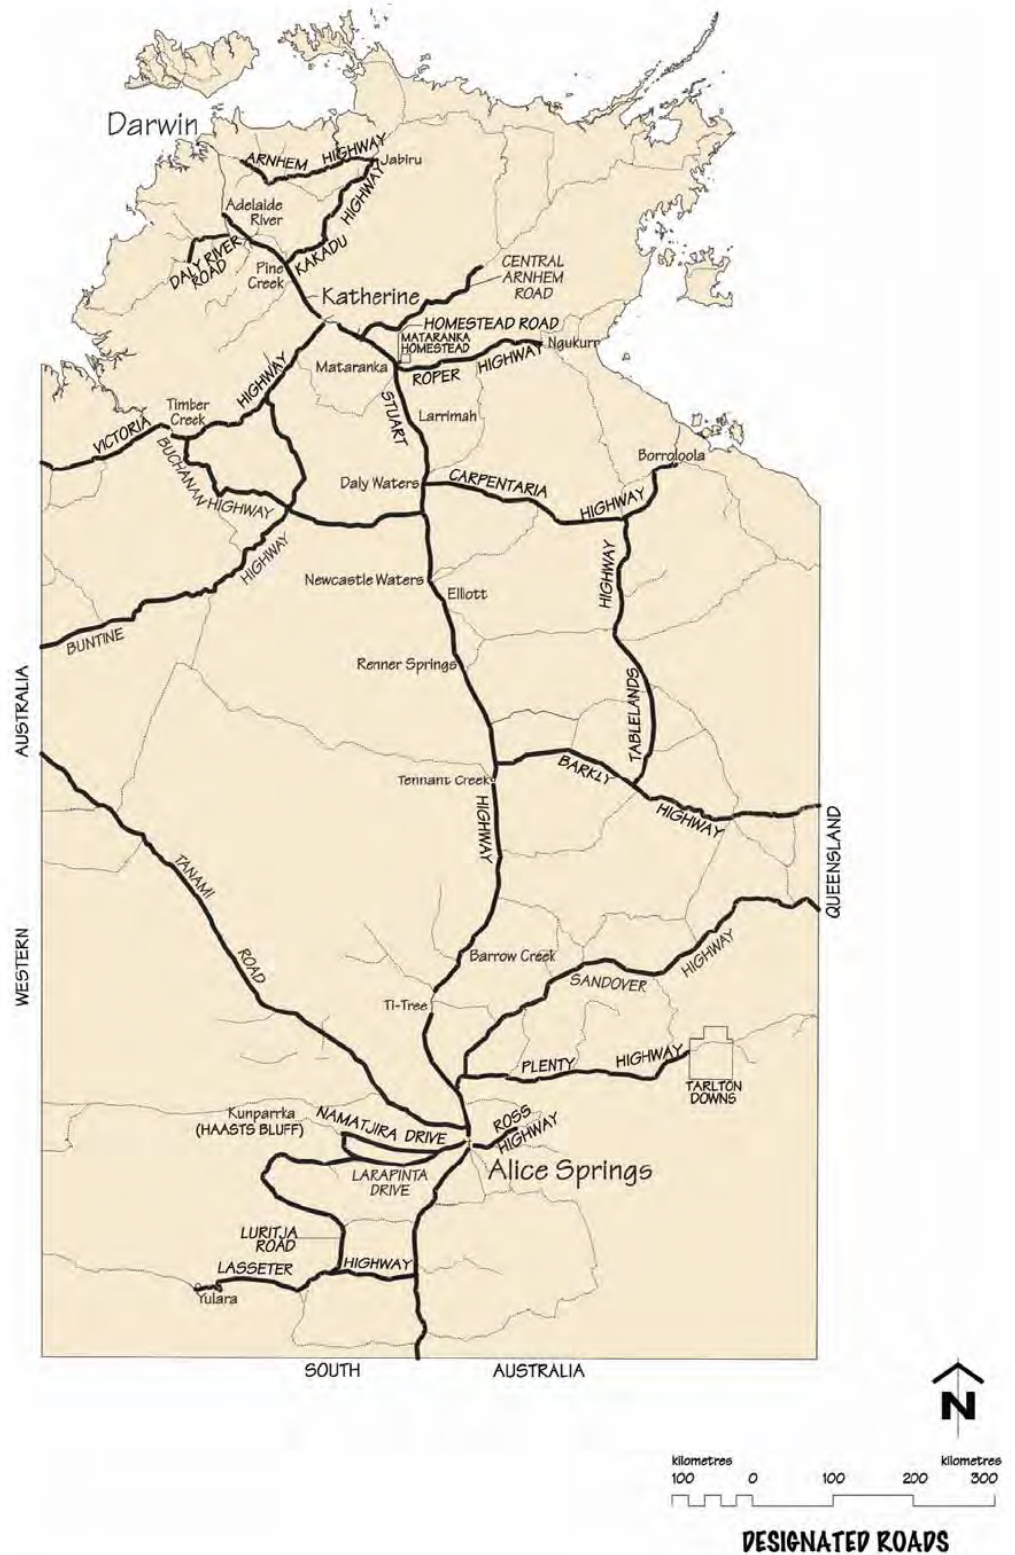 Darwin
ARNHEM HIGHWAY
Jabiru
HIGHWAY
KAKADU
Adelaide
River
DALY RIVER
ROAD
Pine
Creek
CENTRAL
ARNHEM
ROAD
Katherine
HOMESTEAD ROAD
MATARANKA
HOMESTEAD
Ngukurr
Mataranka
ROPER HIGHWAY
HIGHWAY
STUART
Timber
Creek
Larrimah
VICTORIA
BUCHANAN
HIGHWAY
Borroloola
Daly Waters
CARPENTARIA
HIGHWAY
HIGHWAY
HIGHWAY
Newcastle Waters
Elliott
BUNTINE
Renner Springs
TABLELANDS
AUSTRALIA
Tennant Creek
BARKLY
HIGHWAY
HIGHWAY
QUEENSLAND
TANAMI
ROAD
WESTERN
Barrow Creek
SANDOVER
HIGHWAY
Ti-Tree
PLENTY
HIGHWAY
TARLTON
DOWNS
Kunparrka
(HAASTS BLUFF)
NAMATJIRA DRIVE
ROSS
HIGHWAY
LARAPINTA
DRIVE
Alice Springs
LURITJA
ROAD
LASSETER
HIGHWAY
Yulara
SOUTH AUSTRALIA
N
kilometres kilometres
100 0 100 200 300
DESIGNATED ROADS